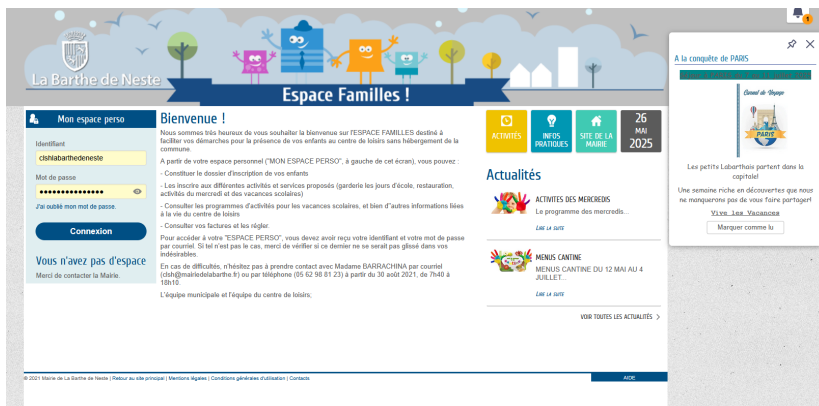 1
La Barthe de Neste
Espace Familles !
Mon espace perso
Identifiant
clshlabarthedeneste
Mot de passe
J'ai oublié mon mot de passe.
Connexion
Vous n'avez pas d'espace
Merci de contacter la Mairie.
Bienvenue !
Nous sommes très heureux de vous souhaiter la bienvenue sur l'ESPACE FAMILLES destiné à
faciliter vos démarches pour la présence de vos enfants au centre de loisirs sans hébergement de la
commune.
A partir de votre espace personnel ("MON ESPACE PERSO", à gauche de cet écran), vous pouvez :
- Constituer le dossier d'inscription de vos enfants
- Les inscrire aux différentes activités et services proposés (garderie les jours d'école, restauration,
activités du mercredi et des vacances scolaires)
- Consulter les programmes d'activités pour les vacances scolaires, et bien d"autres informations liées
à la vie du centre de loisirs
- Consulter vos factures et les régler.
Pour accéder à votre "ESPACE PERSO", vous devez avoir reçu votre identifiant et votre mot de passe
par courriel. Si tel n'est pas le cas, merci de vérifier si ce dernier ne se serait pas glissé dans vos
indésirables.
En cas de difficultés, n'hésitez pas à prendre contact avec Madame BARRACHINA par courriel
(clsh@mairiedelabarthe.fr) ou par téléphone (05 62 98 81 23) à partir du 30 août 2021, de 7h40 à
18h10.
L'équipe municipale et l'équipe du centre de loisirs;
ACTIVITÉS
INFOS
PRATIQUES
SITE DE LA
MAIRIE
26
MAI
2025
Actualités
ACTIVITES DES MERCREDIS
Le programme des mercredis...
LIRE LA SUITE
MENUS CANTINE
MENUS CANTINE DU 12 MAI AU 4
JUILLET...
LIRE LA SUITE
VOIR TOUTES LES ACTUALITÉS >
A la conquête de PARIS
Carnet de Voyage
PARIS
Les petits Labarthais partent dans la
capitale!
Une semaine riche en découvertes que nous
ne manquerons pas de vous faire partager!
Vive les Vacances
Marquer comme lu
© 2021 Mairie de La Barthe de Neste | Retour au site principal | Mentions légales | Conditions générales d'utilisation | Contacts
AIDE